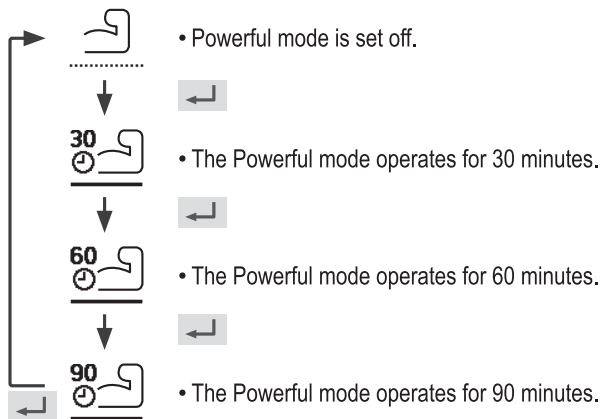 • Powerful mode is set off.
30
• The Powerful mode operates for 30 minutes.
60
• The Powerful mode operates for 60 minutes.
90
• The Powerful mode operates for 90 minutes.